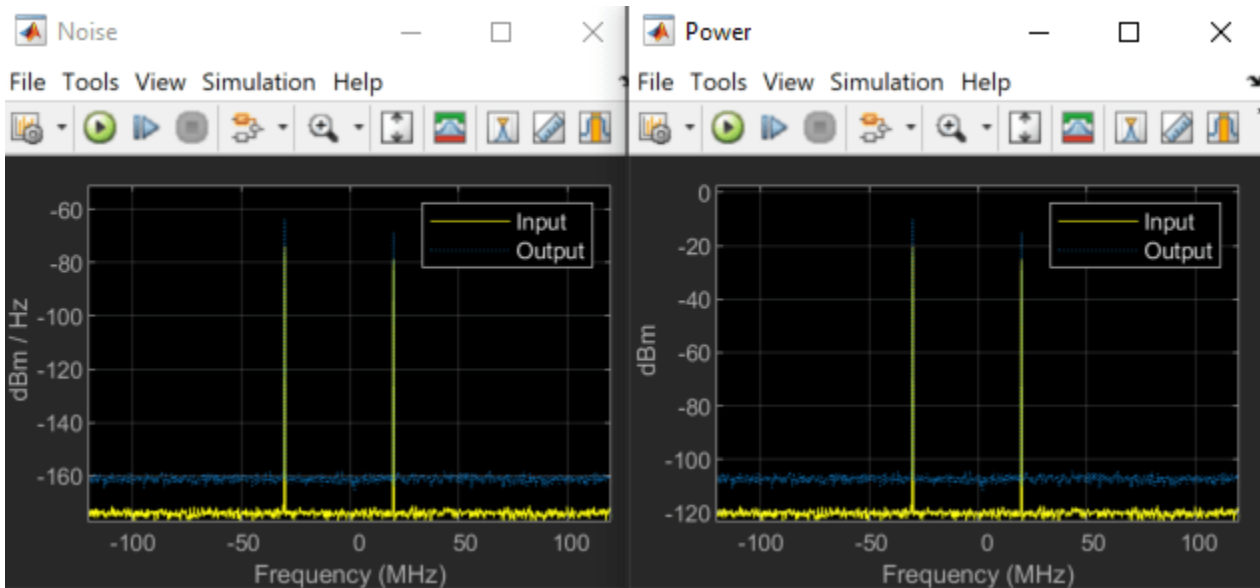 Noise
File Tools View Simulation Help
Input
Output
-60
-80
-100
-120
-140
-160
dBm / Hz
-100
-50
0
50
100
Frequency (MHz)
Power
File Tools View Simulation Help
Input
Output
0
-20
-40
-60
-80
-100
-120
dBm
-100
-50
0
50
100
Frequency (MHz)